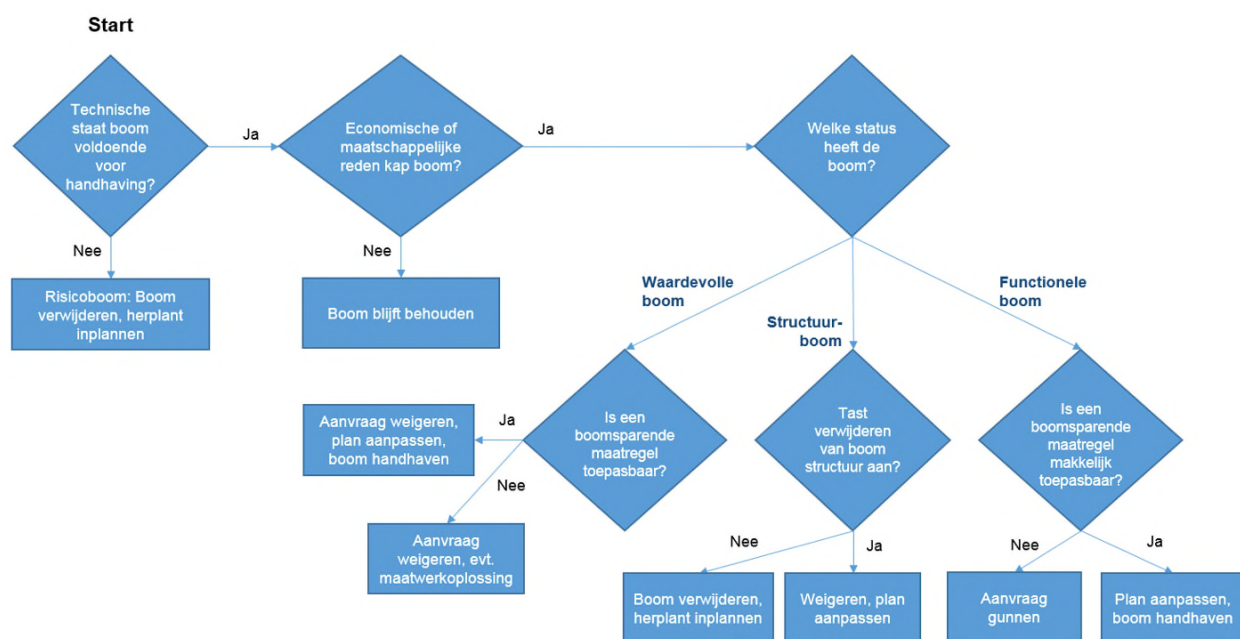 Start
Technische
staat boom
voldoende
voor
handhaving?
Ja
Economische of
maatschappelijke
reden kap boom?
Ja
Welke status
heeft de
boom?
Nee
Nee
Risicoboom: Boom
verwijderen, herplant
inplannen
Boom blijft behouden
Waardevolle
boom
Structuur-
boom
Functionele
boom
Aanvraag weigeren,
plan aanpassen,
boom handhaven
Ja
Is een
boomsparende
maatregel
toepasbaar?
Nee
Aanvraag
weigeren, evt.
maatwerkoplossing
Tast
verwijderen
van boom
structuur aan?
Is een
boomsparende
maatregel
makkelijk
toepasbaar?
Nee
Ja
Nee
Ja
Boom verwijderen,
herplant inplannen
Weigeren, plan
aanpassen
Aanvraag
gunnen
Plan aanpassen,
boom handhaven